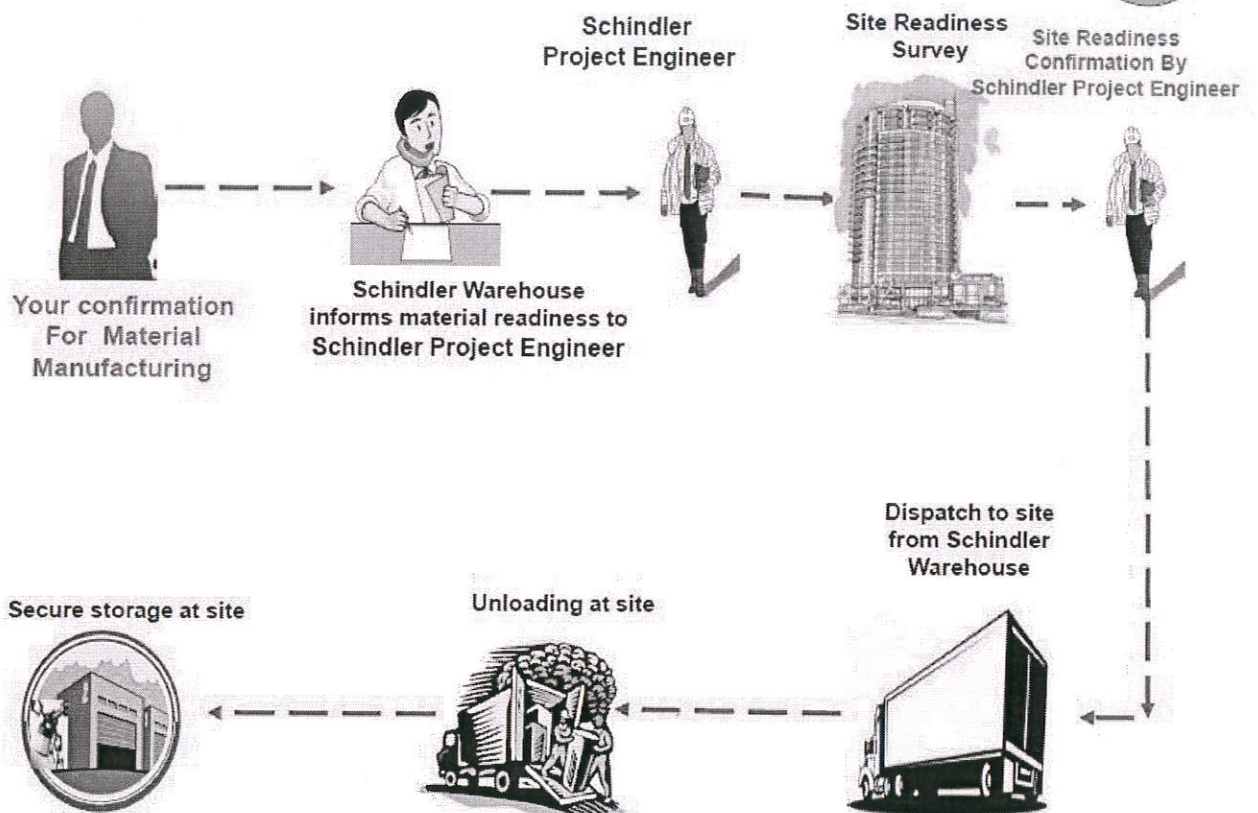 Your confirmation
For Material
Manufacturing
Schindler Warehouse
informs material readiness to
Schindler Project Engineer
Schindler
Project Engineer
Site Readiness
Survey
Site Readiness
Confirmation By
Schindler Project Engineer
Dispatch to site
from Schindler
Warehouse
Unloading at site
Secure storage at site